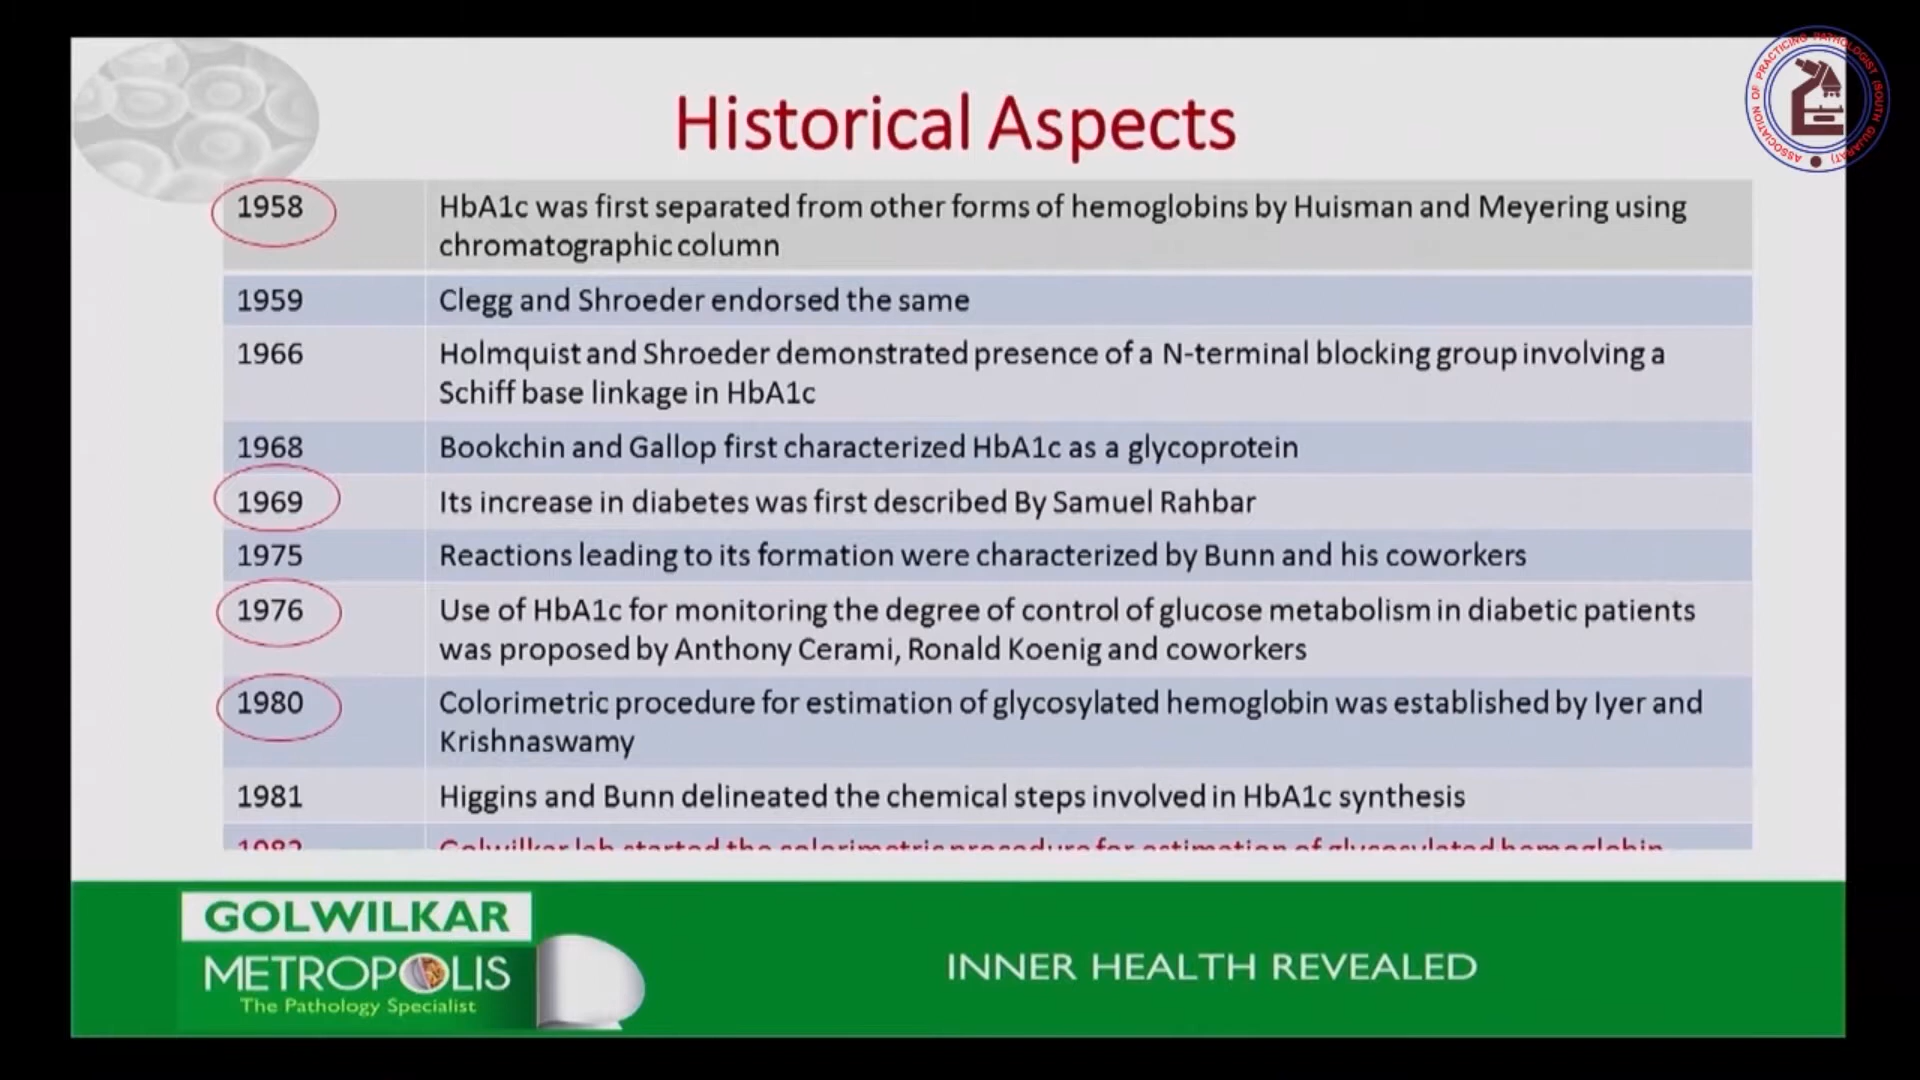 ASSOCIATION OF PRACTICING PATHOLOGIST (SOUTH GUJARAT)
Historical Aspects
1958 HbA1c was first separated from other forms of hemoglobins by Huisman and Meyering using
chromatographic column
1959 Clegg and Shroeder endorsed the same
1966 Holmquist and Shroeder demonstrated presence of a N-terminal blocking group involving a
Schiff base linkage in HbA1c
1968 Bookchin and Gallop first characterized HbA1c as a glycoprotein
1969 Its increase in diabetes was first described By Samuel Rahbar
1975 Reactions leading to its formation were characterized by Bunn and his coworkers
1976 Use of HbA1c for monitoring the degree of control of glucose metabolism in diabetic patients
was proposed by Anthony Cerami, Ronald Koenig and coworkers
1980 Colorimetric procedure for estimation of glycosylated hemoglobin was established by Iyer and
Krishnaswamy
1981 Higgins and Bunn delineated the chemical steps involved in HbA1c synthesis
Golwilkar lab started the colorimetric procedure for estimation of glycosylated hemoglobin
GOLWILKAR
METROPOLIS
The Pathology Specialist
INNER HEALTH REVEALED